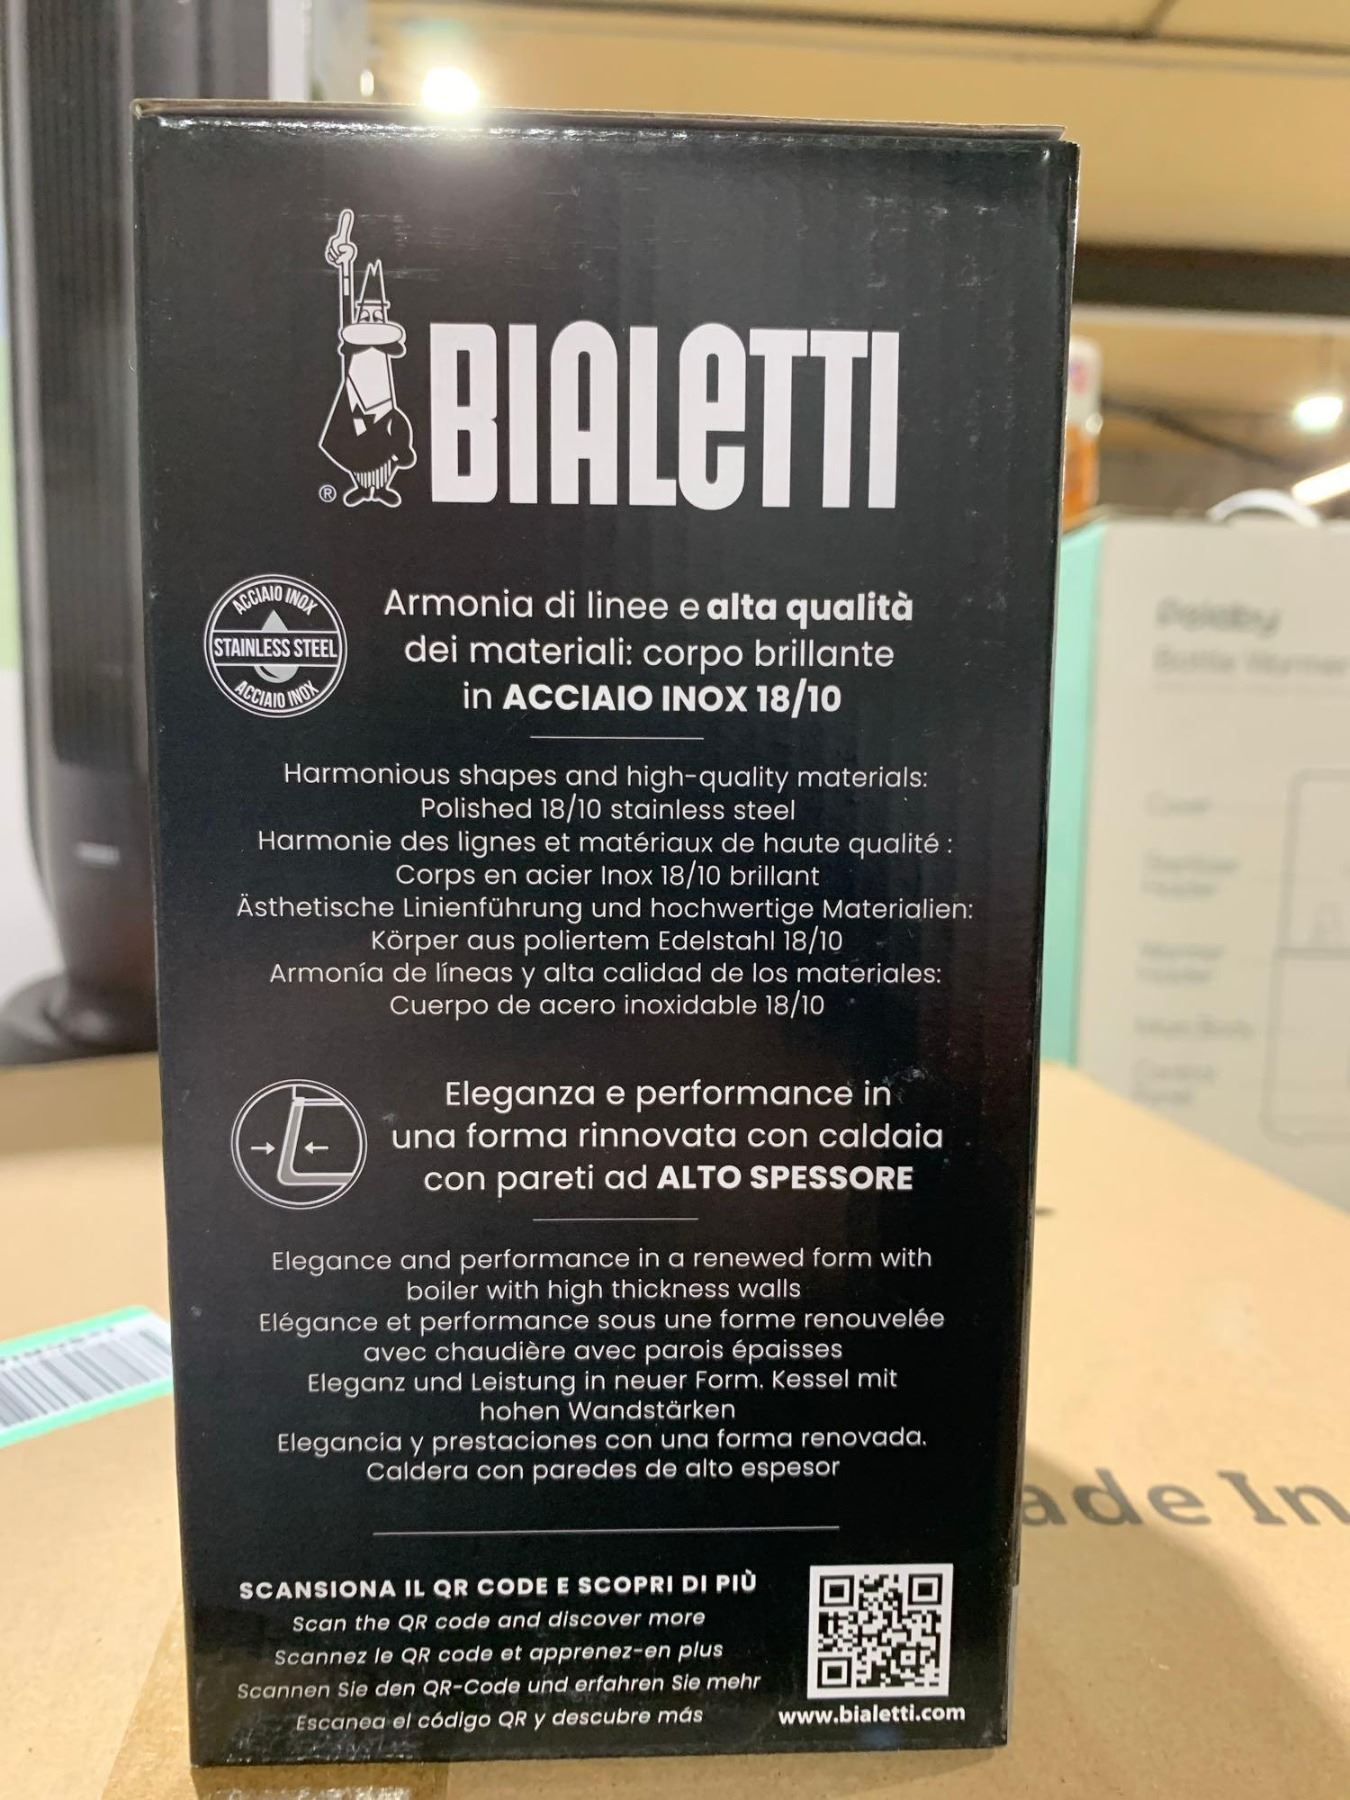 BIALETTI
®
ACCIAIO INOX
STAINLESS STEEL
ACCIAIO INOX
Armonia di linee e alta qualità
dei materiali: corpo brillante
in ACCIAIO INOX 18/10
Harmonious shapes and high-quality materials:
Polished 18/10 stainless steel
Harmonie des lignes et matériaux de haute qualité :
Corps en acier Inox 18/10 brillant
Ästhetische Linienführung und hochwertige Materialien:
Körper aus poliertem Edelstahl 18/10
Armonía de líneas y alta calidad de los materiales:
Cuerpo de acero inoxidable 18/10
Eleganza e performance in
una forma rinnovata con caldaia
con pareti ad ALTO SPESSORE
Elegance and performance in a renewed form with
boiler with high thickness walls
Elégance et performance sous une forme renouvelée
avec chaudière avec parois épaisses
Eleganz und Leistung in neuer Form. Kessel mit
hohen Wandstärken
Elegancia y prestaciones con una forma renovada.
Caldera con paredes de alto espesor
SCANSIONA IL QR CODE E SCOPRI DI PIÙ
Scan the QR code and discover more
Scannez le QR code et apprenez-en plus
Scannen Sie den QR-Code und erfahren Sie mehr
Escanea el código QR y descubre más
www.bialetti.com
ade In